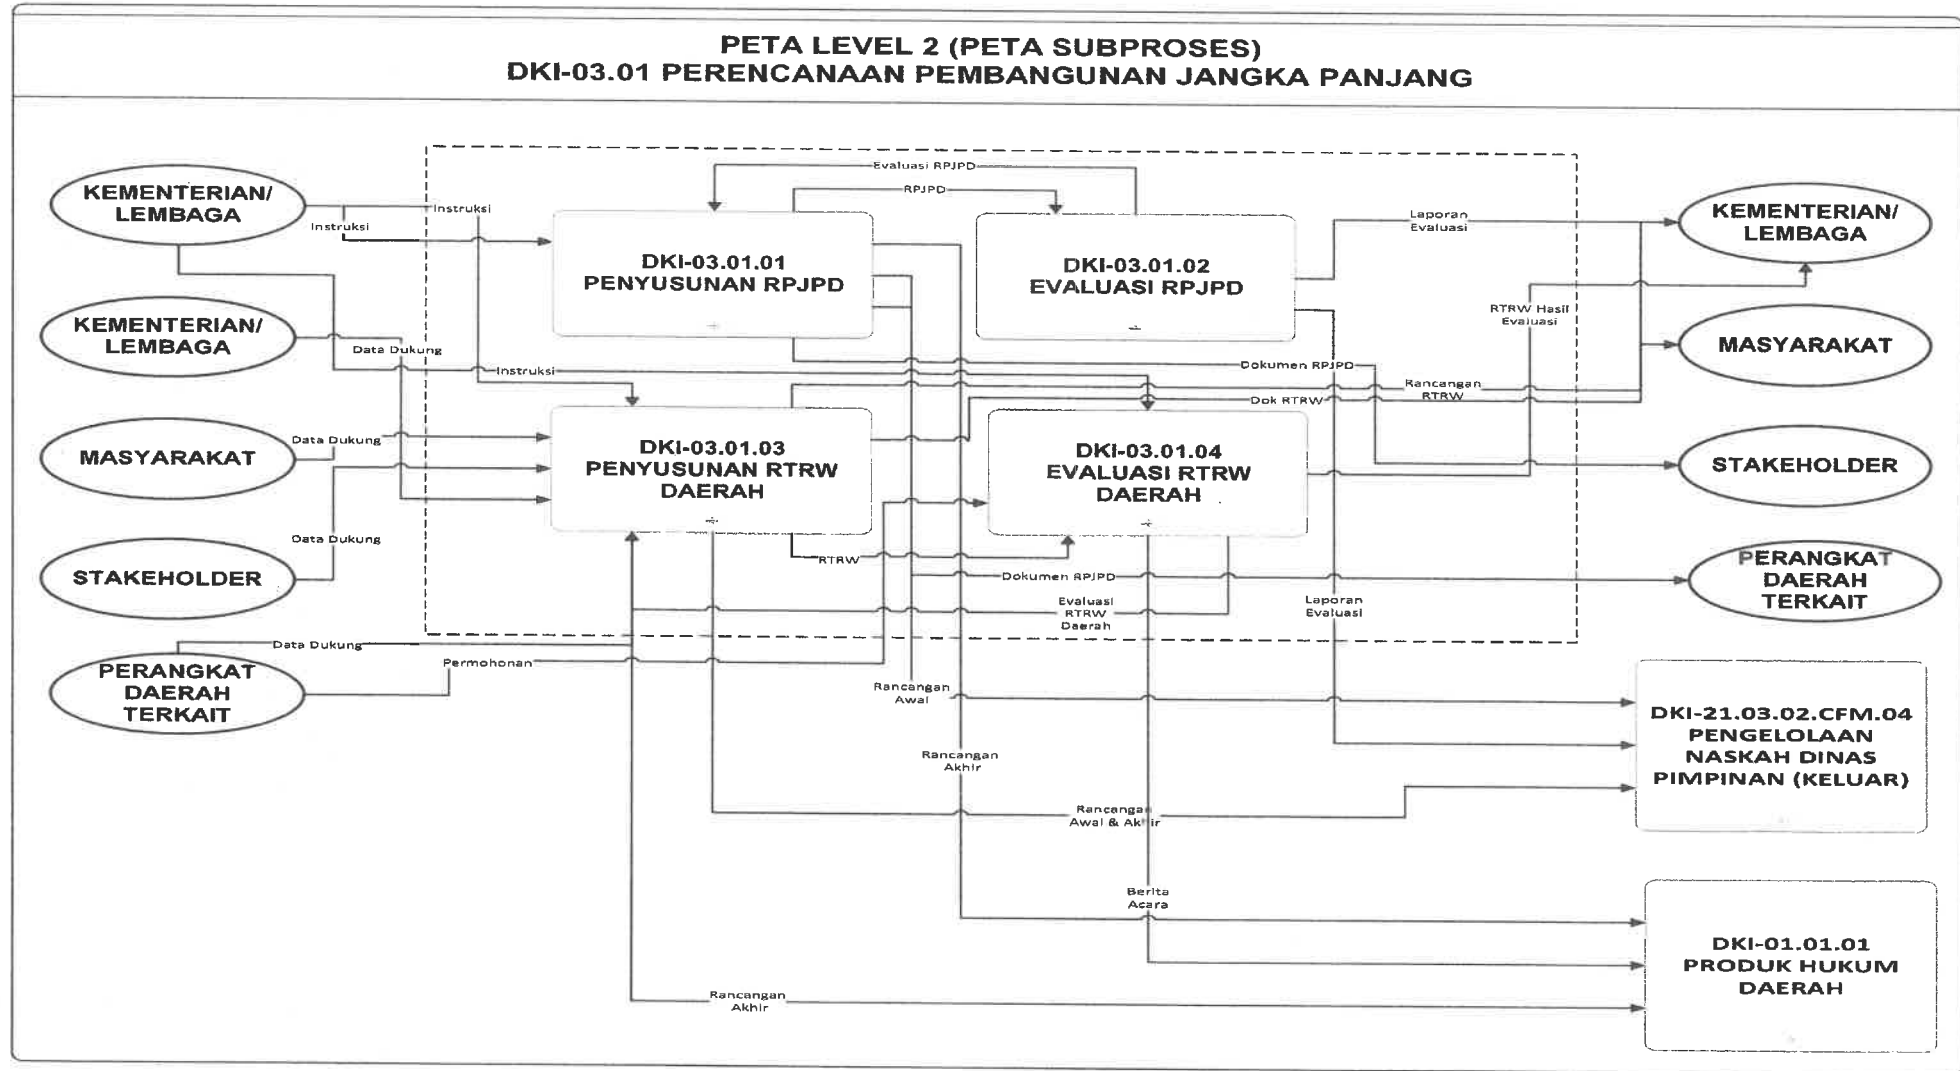 PETA LEVEL 2 (PETA SUBPROSES)
DKI-03.01 PERENCANAAN PEMBANGUNAN JANGKA PANJANG
KEMENTERIAN/
LEMBAGA
Instruksi
Instruksi
KEMENTERIAN/
LEMBAGA
Data Dukung
Instruksi
MASYARAKAT
Data Dukung
STAKEHOLDER
Data Dukung
PERANGKAT
DAERAH
TERKAIT
Data Dukung
Permohonan
Evaluasi RPJPD
RPJPD
DKI-03.01.01
PENYUSUNAN RPJPD
DKI-03.01.02
EVALUASI RPJPD
Laporan
Evaluasi
RTRW Hasil
Evaluasi
Dokumen RPJPD
Rancangan
RTRW
Dok RTRW
DKI-03.01.03
PENYUSUNAN RTRW
DAERAH
DKI-03.01.04
EVALUASI RTRW
DAERAH
RTRW
Dokumen RPJPD
Evaluasi
RTRW
Daerah
Laporan
Evaluasi
Rancangan
Awal
Rancangan
Akhir
Rancangan
Awal & Akhir
Berita
Acara
Rancangan
Akhir
KEMENTERIAN/
LEMBAGA
MASYARAKAT
STAKEHOLDER
PERANGKAT
DAERAH
TERKAIT
DKI-21.03.02.CFM.04
PENGELOLAAN
NASKAH DINAS
PIMPINAN (KELUAR)
DKI-01.01.01
PRODUK HUKUM
DAERAH